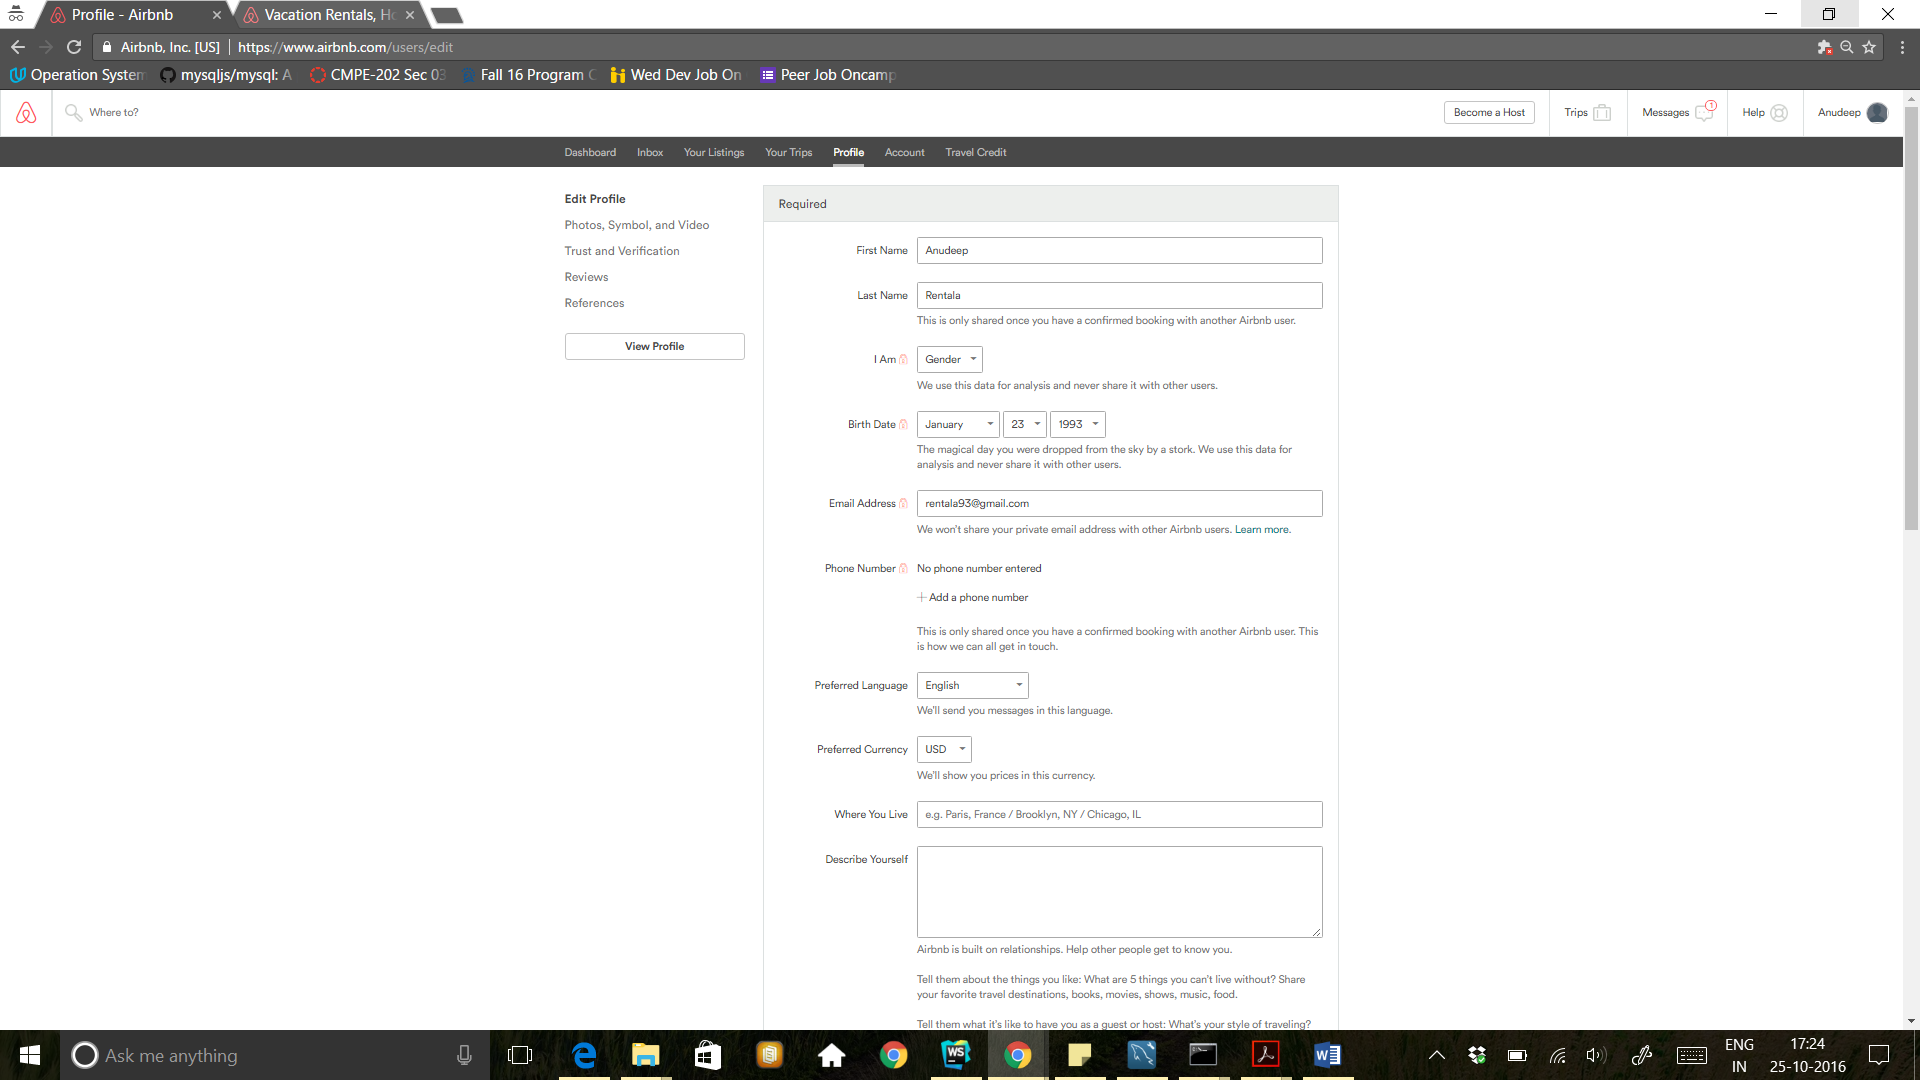 Profile - Airbnb
Vacation Rentals, Ho
Airbnb, Inc. [US]
https://www.airbnb.com/users/edit
Operation System
mysqljs/mysql: A
CMPE-202 Sec 03
Fall 16 Program C
Wed Dev Job On
Peer Job Oncamp
Where to?
Become a Host
Trips
Messages
1
Help
Anudeep
Dashboard
Inbox
Your Listings
Your Trips
Profile
Account
Travel Credit
Edit Profile
Photos, Symbol, and Video
Trust and Verification
Reviews
References
View Profile
Required
First Name
Anudeep
Last Name
Rentala
This is only shared once you have a confirmed booking with another Airbnb user.
I Am
Gender
We use this data for analysis and never share it with other users.
Birth Date
January
23
1993
The magical day you were dropped from the sky by a stork. We use this data for
analysis and never share it with other users.
Email Address
rentala93@gmail.com
We won't share your private email address with other Airbnb users. Learn more.
Phone Number
No phone number entered
Add a phone number
This is only shared once you have a confirmed booking with another Airbnb user. This
is how we can all get in touch.
Preferred Language
English
We'll send you messages in this language.
Preferred Currency
USD
We'll show you prices in this currency.
Where You Live
e.g. Paris, France / Brooklyn, NY / Chicago, IL
Describe Yourself
Airbnb is built on relationships. Help other people get to know you.
Tell them about the things you like: What are 5 things you can't live without? Share
your favorite travel destinations, books, movies, shows, music, food.
Tell them what it's like to have you as a guest or host: What's your style of traveling?
Ask me anything
WS
ENG
IN
17:24
25-10-2016